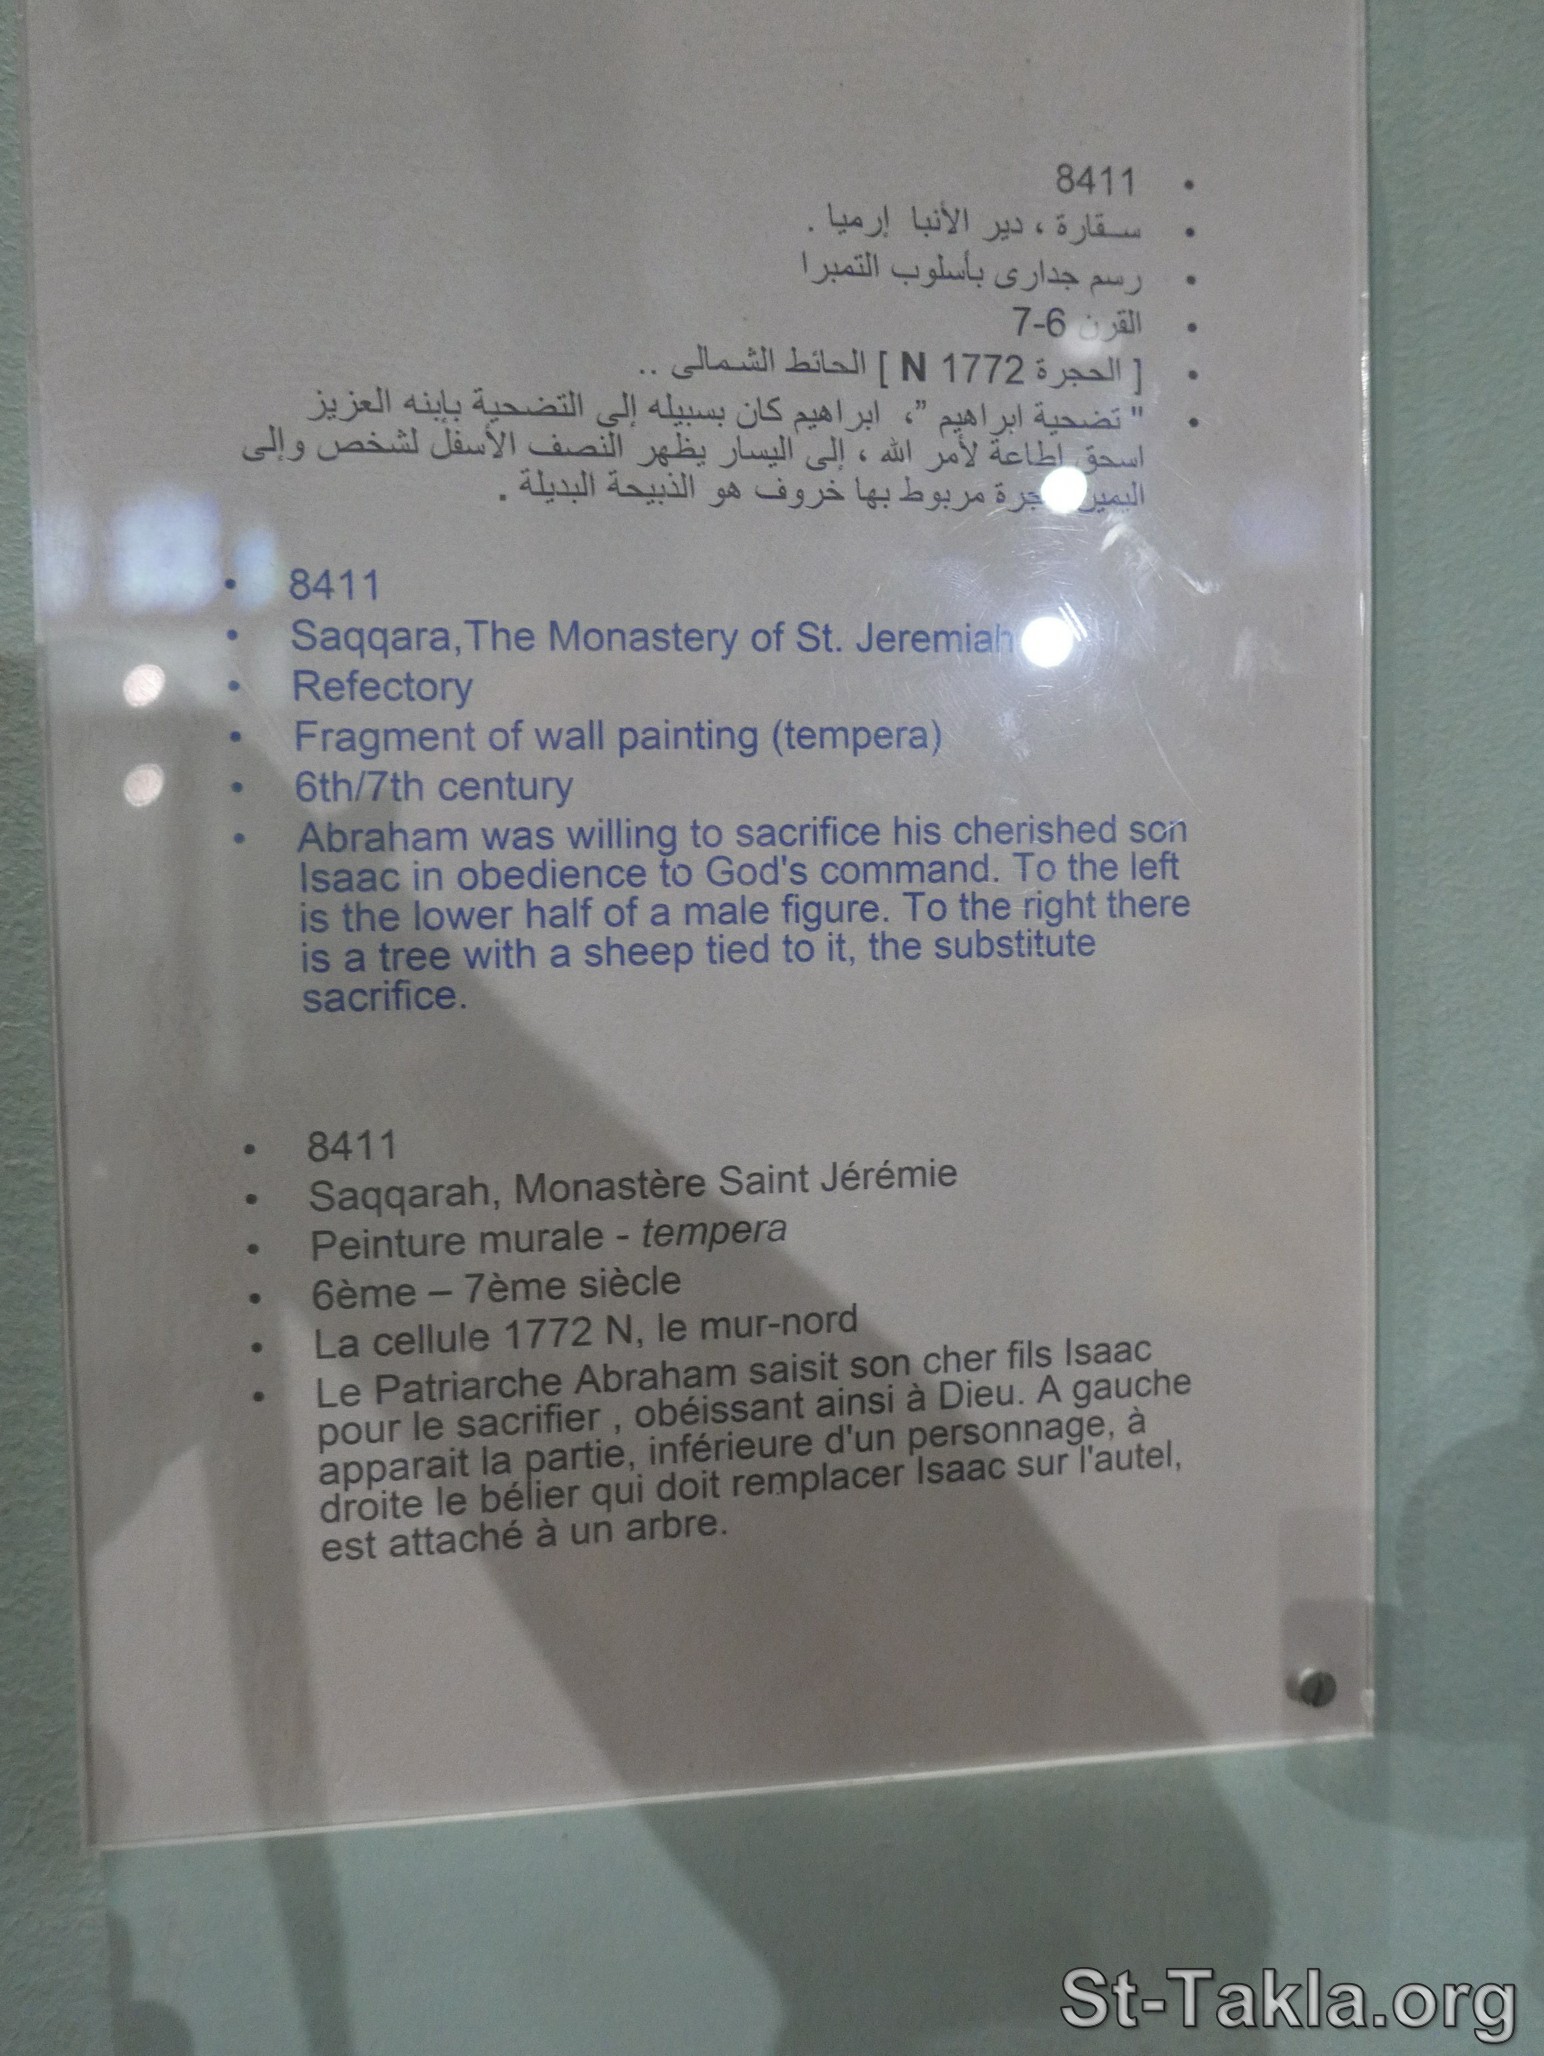 • 8411
• سقارة ، دير الأنبا إرميا .
• رسم جدارى بأسلوب التمبرا
• القرن 6-7
• [ الحجرة 1772 N ] الحائط الشمالى ..
• " تضحية ابراهيم ”، ابراهيم كان بسبيله إلى التضحية بإبنه العزيز
اسحق إطاعة لأمر الله ، إلى اليسار يظهر النصف الأسفل لشخص وإلى
اليمين مربوط بها خروف هو الذبيحة البديلة .
• 8411
• Saqqara,The Monastery of St. Jeremiah
• Refectory
• Fragment of wall painting (tempera)
• 6th/7th century
• Abraham was willing to sacrifice his cherished son
Isaac in obedience to God's command. To the left
is the lower half of a male figure. To the right there
is a tree with a sheep tied to it, the substitute
sacrifice.
• 8411
• Saqqarah, Monastère Saint Jérémie
• Peinture murale - tempera
• 6ème – 7ème siècle
• La cellule 1772 N, le mur-nord
• Le Patriarche Abraham saisit son cher fils Isaac
pour le sacrifier , obéissant ainsi à Dieu. A gauche
apparait la partie, inférieure d'un personnage, à
droite le bélier qui doit remplacer Isaac sur l'autel,
est attaché à un arbre.
St-Takla.org